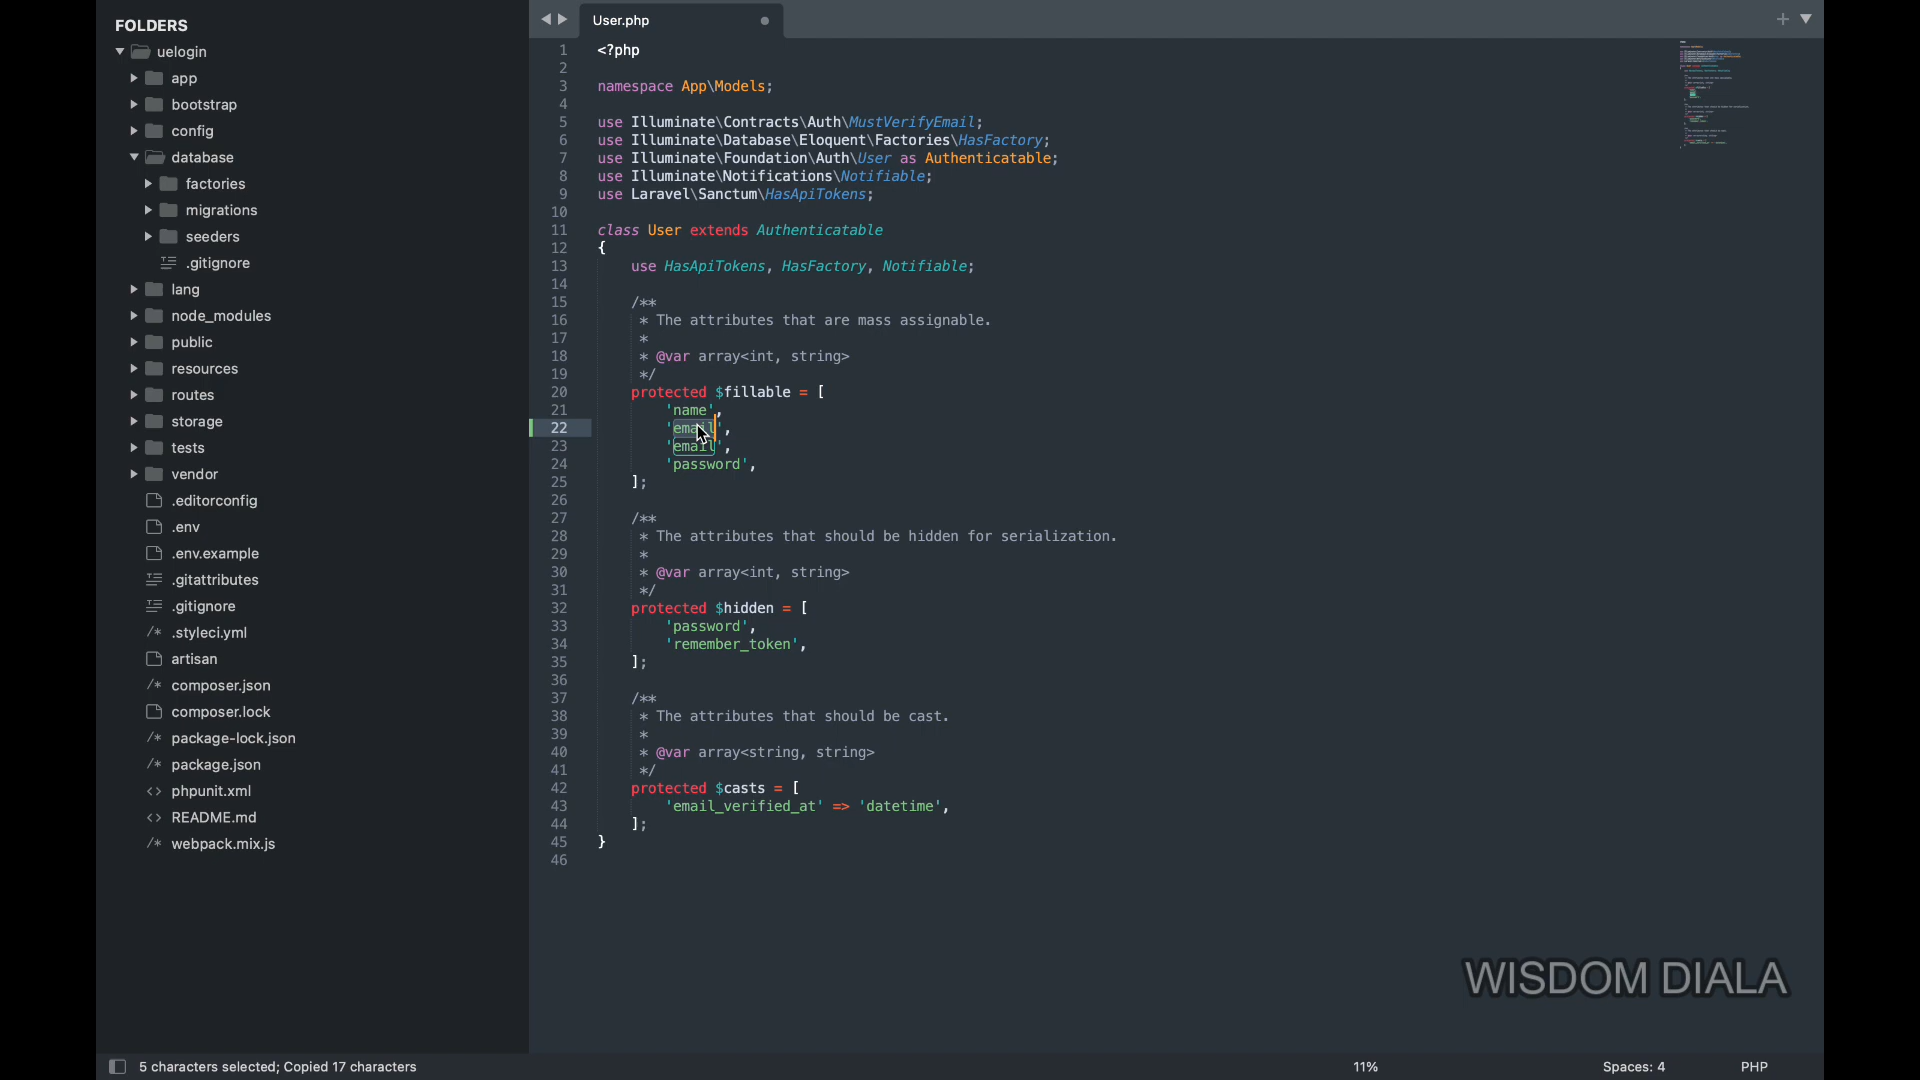 FOLDERS
uelogin
app
bootstrap
config
database
factories
migrations
seeders
.gitignore
lang
node_modules
public
resources
routes
storage
tests
vendor
.editorconfig
.env
.env.example
.gitattributes
.gitignore
.styleci.yml
artisan
composer.json
composer.lock
package-lock.json
package.json
phpunit.xml
README.md
webpack.mix.js
User.php
1 <?php
2
3 namespace App\Models;
4
5 use Illuminate\Contracts\Auth\MustVerifyEmail;
6 use Illuminate\Database\Eloquent\Factories\HasFactory;
7 use Illuminate\Foundation\Auth\User as Authenticatable;
8 use Illuminate\Notifications\Notifiable;
9 use Laravel\Sanctum\HasApiTokens;
10
11 class User extends Authenticatable
12 {
13     use HasApiTokens, HasFactory, Notifiable;
14
15     /**
16      * The attributes that are mass assignable.
17      *
18      * @var array<int, string>
19      */
20     protected $fillable = [
21         'name',
22         'email',
23         'email',
24         'password',
25     ];
26
27     /**
28      * The attributes that should be hidden for serialization.
29      *
30      * @var array<int, string>
31      */
32     protected $hidden = [
33         'password',
34         'remember_token',
35     ];
36
37     /**
38      * The attributes that should be cast.
39      *
40      * @var array<string, string>
41      */
42     protected $casts = [
43         'email_verified_at' => 'datetime',
44     ];
45 }
46
WISDOM DIALA
5 characters selected; Copied 17 characters
11%
Spaces: 4
PHP